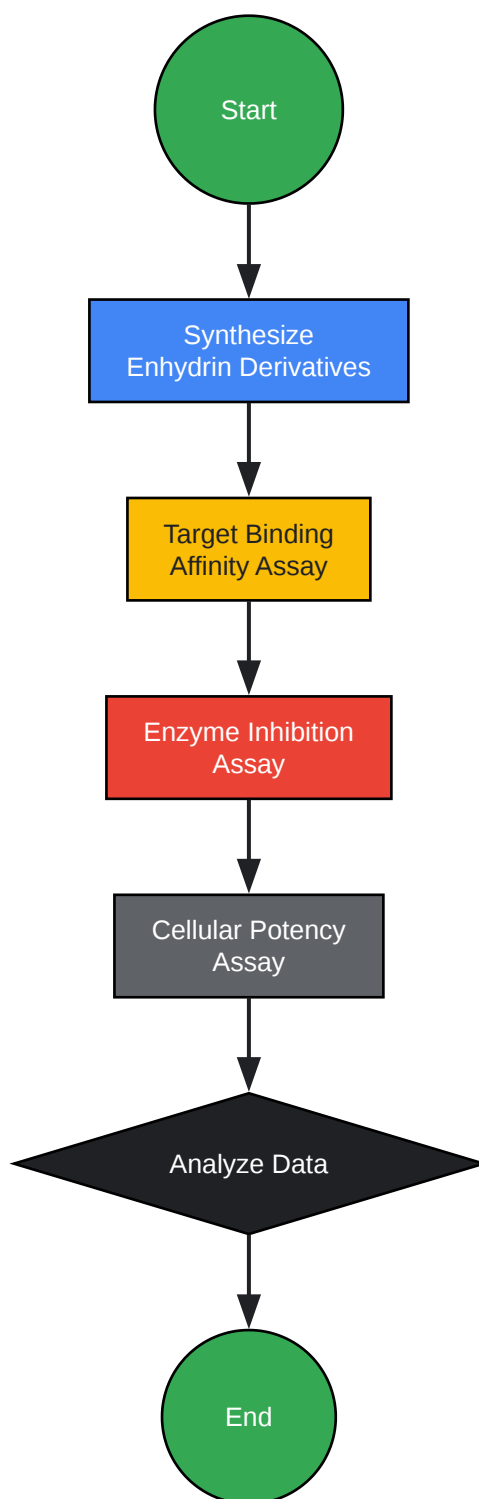 Start
Synthesize
Enhydrin Derivatives
Target Binding
Affinity Assay
Enzyme Inhibition
Assay
Cellular Potency
Assay
Analyze Data
End